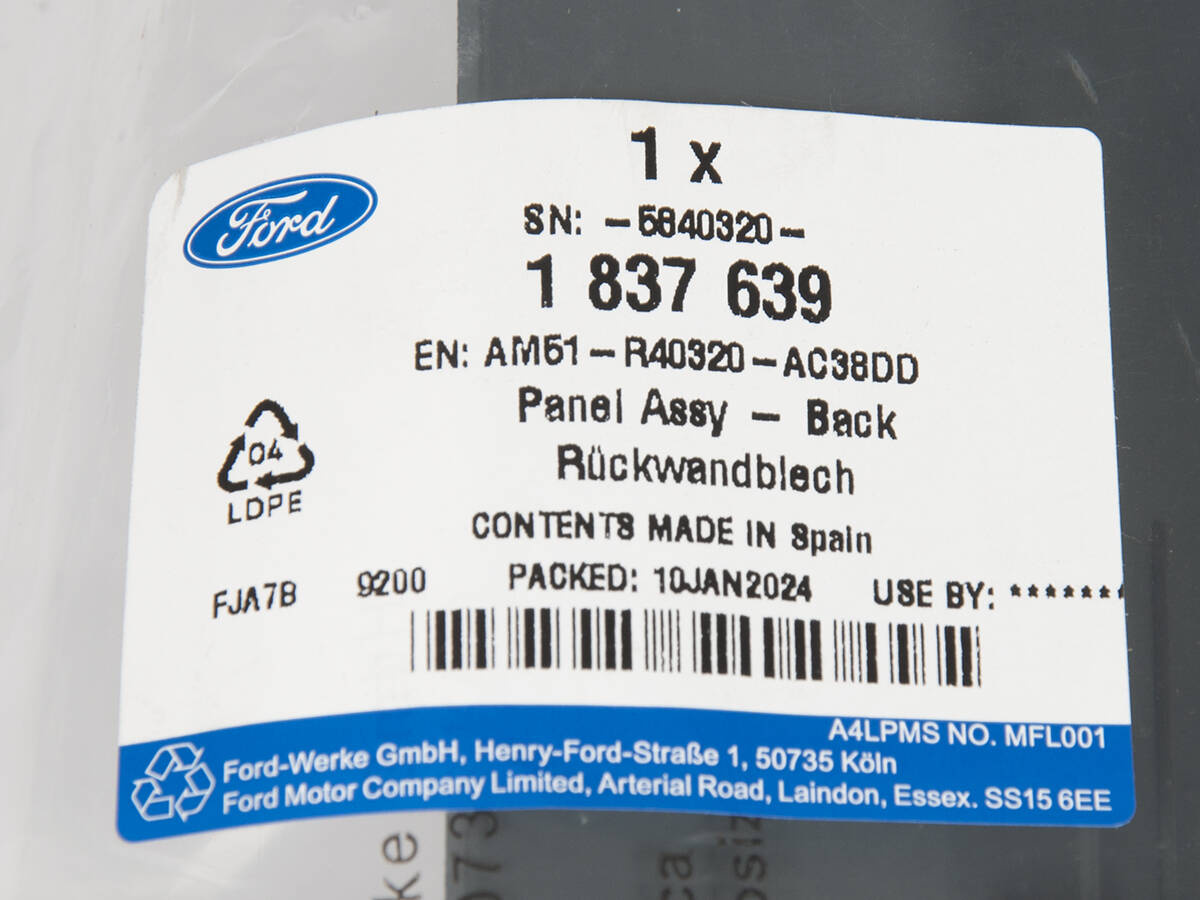 Ford
1 x
SN: -5640320-
1 837 639
EN: AM51-R40320-AC38DD
Panel Assy - Back
Rückwandblech
04
LDPE
CONTENTS MADE IN Spain
FJA7B 9200 PACKED: 10JAN2024 USE BY: *******
A4LPMS NO. MFL001
Ford-Werke GmbH, Henry-Ford-Straße 1, 50735 Köln
Ford Motor Company Limited, Arterial Road, Laindon, Essex. SS15 6EE